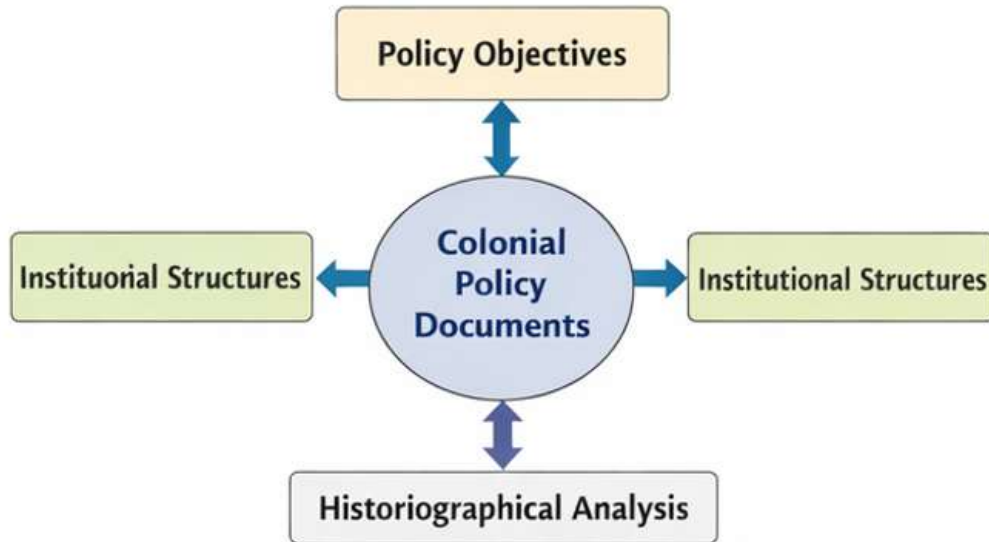 Policy Objectives
Instituorial Structures
Colonial
Policy
Documents
Institutional Structures
Historiographical Analysis